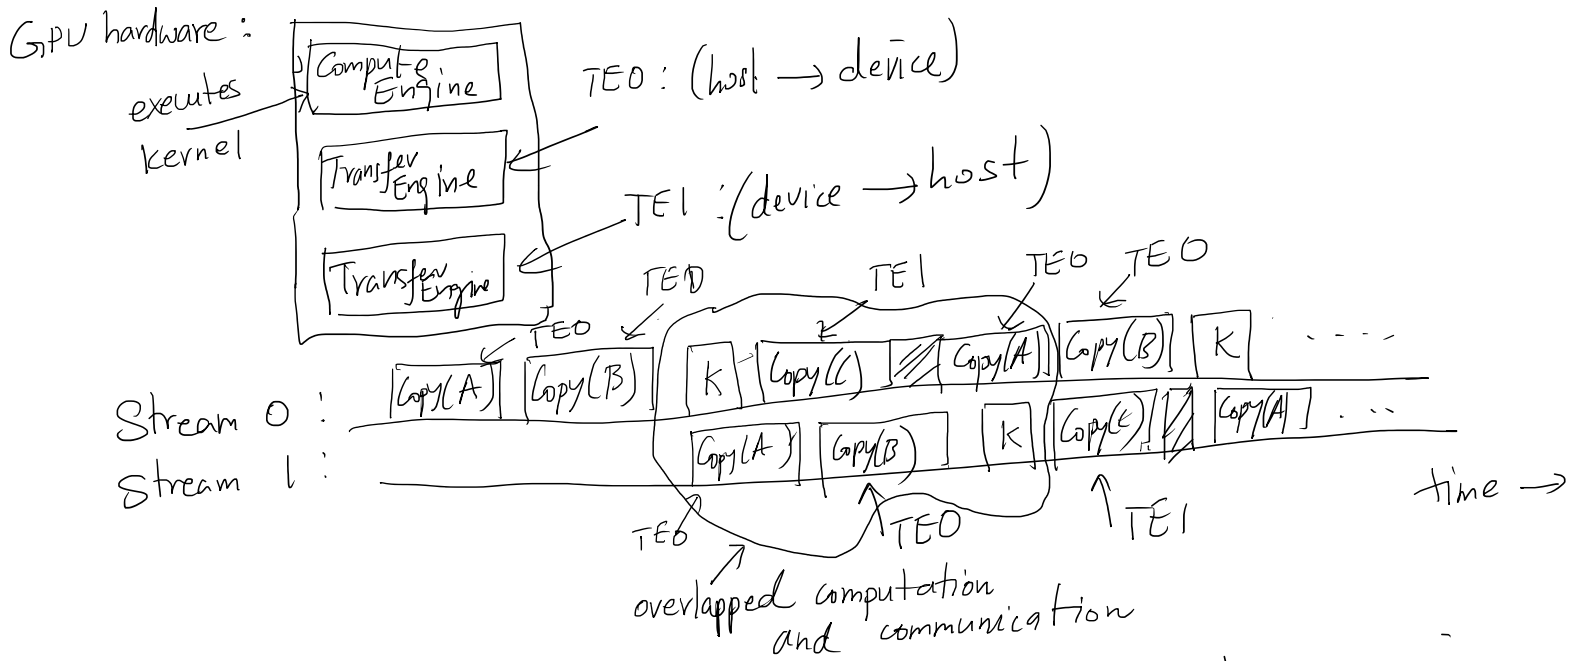 GPU hardware :
executes
kernel
Compute
Engine
Transfer
Engine
Transfer
Engine
TE0 : (host → device)
TE1 : (device → host)
TE0
TE0
TE1
TE0
TE0
Stream 0 :
Copy(A) Copy(B) K Copy(C) Copy(A) Copy(B) K . . . . .
Stream 1 :
Copy(A) Copy(B) K Copy(C) Copy(A) . . . .
time →
TE0
TE0
TE1
overlapped computation
and communication